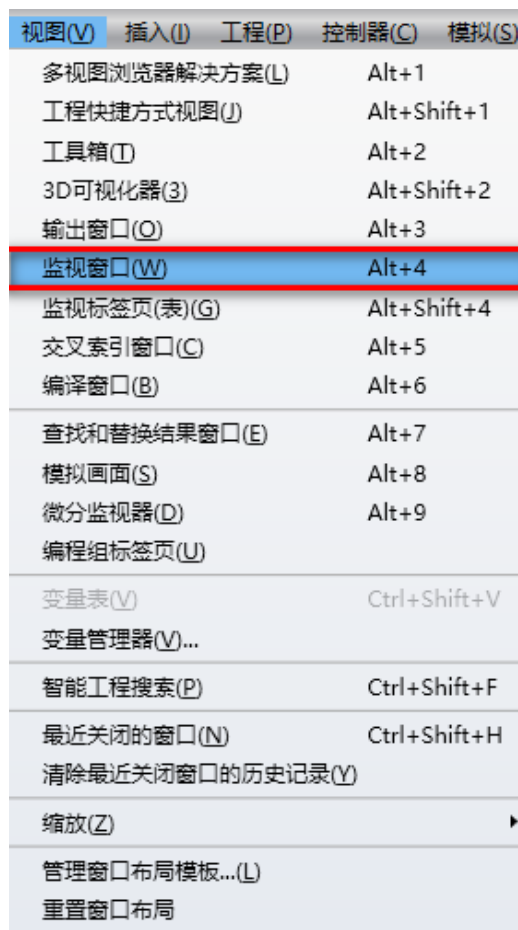 视图(V) 插入(I) 工程(P) 控制器(C) 模拟(S)
多视图浏览器解决方案(L) Alt+1
工程快捷方式视图(J) Alt+Shift+1
工具箱(T) Alt+2
3D可视化器(3) Alt+Shift+2
输出窗口(O) Alt+3
监视窗口(W) Alt+4
监视标签页(表)(G) Alt+Shift+4
交叉索引窗口(C) Alt+5
编译窗口(B) Alt+6
查找和替换结果窗口(E) Alt+7
模拟画面(S) Alt+8
微分监视器(D) Alt+9
编程组标签页(U)
变量表(V) Ctrl+Shift+V
变量管理器(V)...
智能工程搜索(P) Ctrl+Shift+F
最近关闭的窗口(N) Ctrl+Shift+H
清除最近关闭窗口的历史记录(Y)
缩放(Z)
管理窗口布局模板...(L)
重置窗口布局